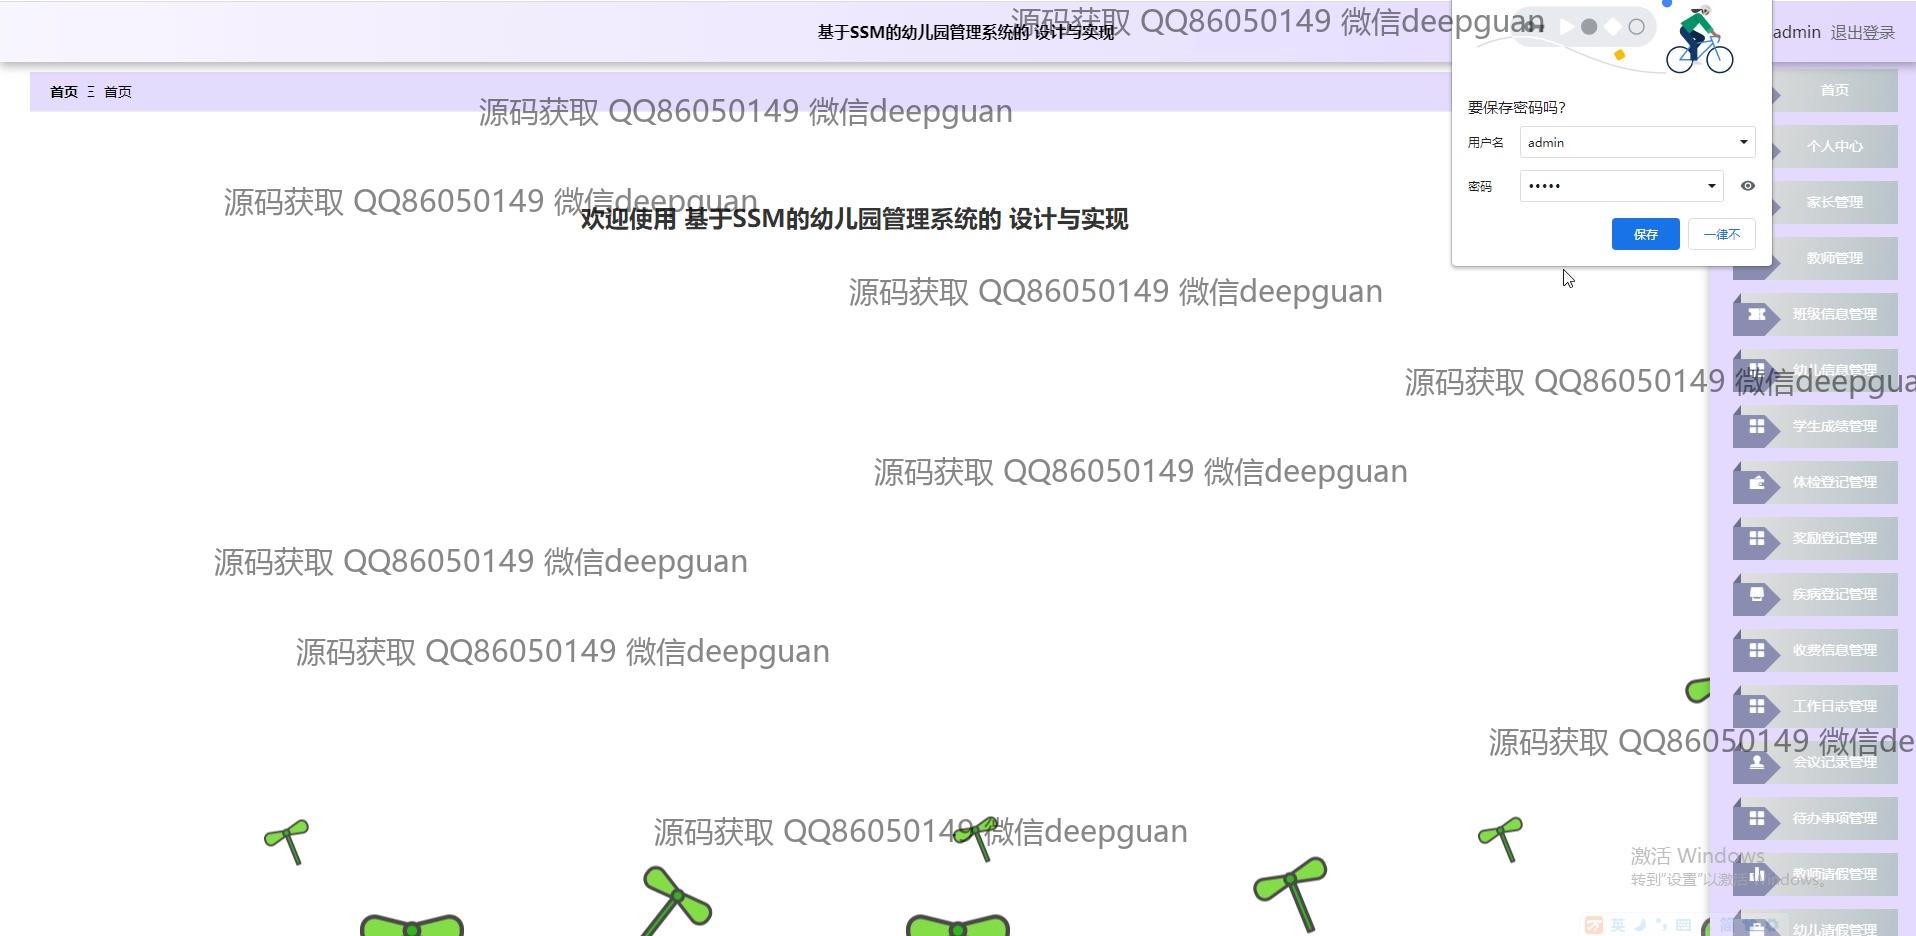 基于SSM的幼儿园管理系统的 设计与实现
源码获取 QQ86050149 微信deepguan
admin 退出登录
首页 Ξ 首页
源码获取 QQ86050149 微信deepguan
要保存密码吗?
用户名 admin
密码 •••••
保存 一律不
首页
个人中心
家长管理
源码获取 QQ86050149 微信deepguan
欢迎使用 基于SSM的幼儿园管理系统的 设计与实现
教师管理
源码获取 QQ86050149 微信deepguan
班级信息管理
幼儿信息管理
源码获取 QQ86050149 微信deepgua
学生成绩管理
源码获取 QQ86050149 微信deepguan
体检登记管理
奖励登记管理
源码获取 QQ86050149 微信deepguan
疾病登记管理
源码获取 QQ86050149 微信deepguan
收费信息管理
工作日志管理
源码获取 QQ86050149 微信de
会议记录管理
待办事项管理
源码获取 QQ86050149 微信deepguan
激活 Windows
转到"设置"以激活 Windows。
教师请假管理
英 简
幼儿请假管理